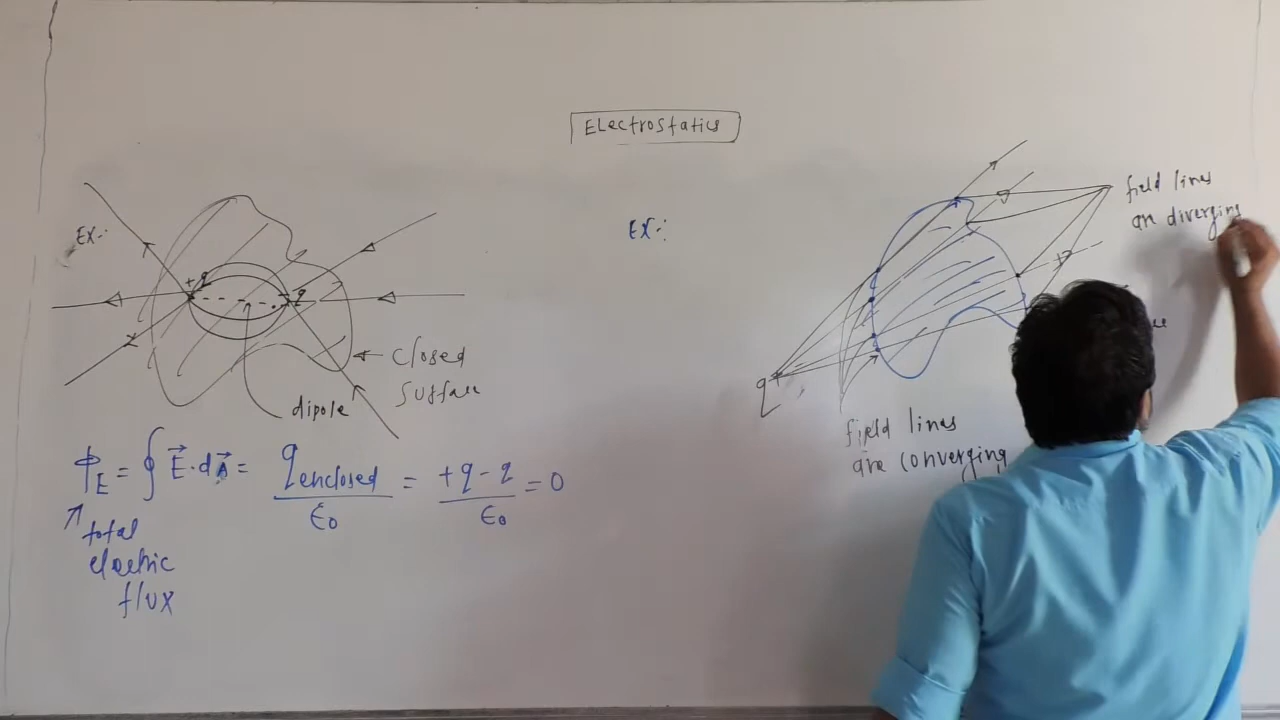 Electrostatics
Ex:-
+q
-q
closed
surface
dipole
ϕ_E = ∮ E⃗·dA⃗ = q enclosed / ε₀ = +q-q / ε₀ = 0
total
electric
flux
Ex:-
field lines
are diverging
q
field lines
are converging